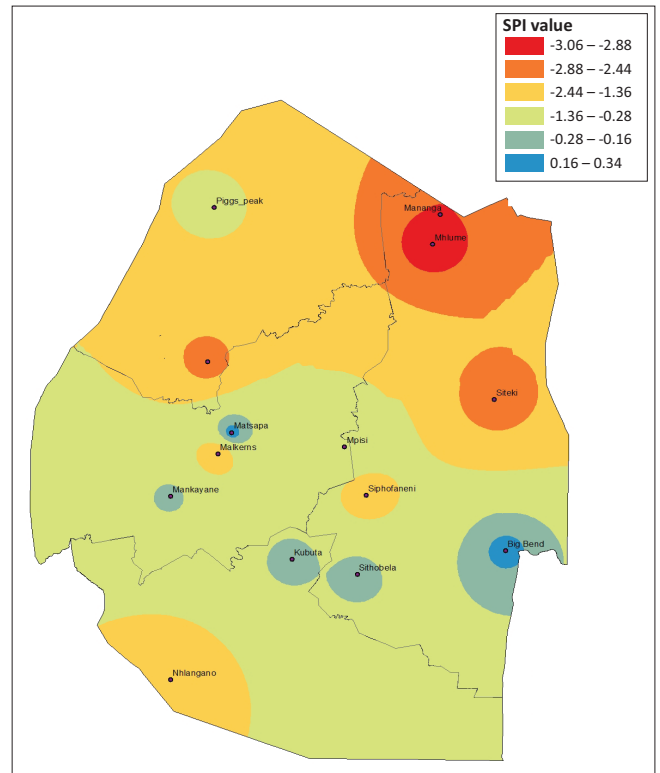 SPI value
-3.06 – -2.88
-2.88 – -2.44
-2.44 – -1.36
-1.36 – -0.28
-0.28 – -0.16
0.16 – 0.34
Piggs_peak
Mananga
Mhlume
Siteki
Matsapa
Malkerns
Mpisi
Mankayane
Siphofaneni
Big Bend
Kubuta
Sithobela
Nhlangano